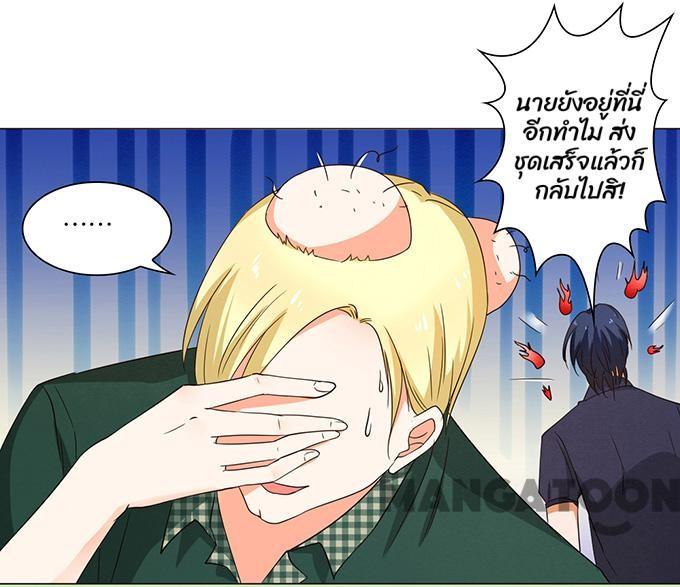 นายยังอยู่ที่นี่
อีกทำไม ส่ง
ชุดเสร็จแล้วก็
กลับไปสิ!
......
MANGATOON